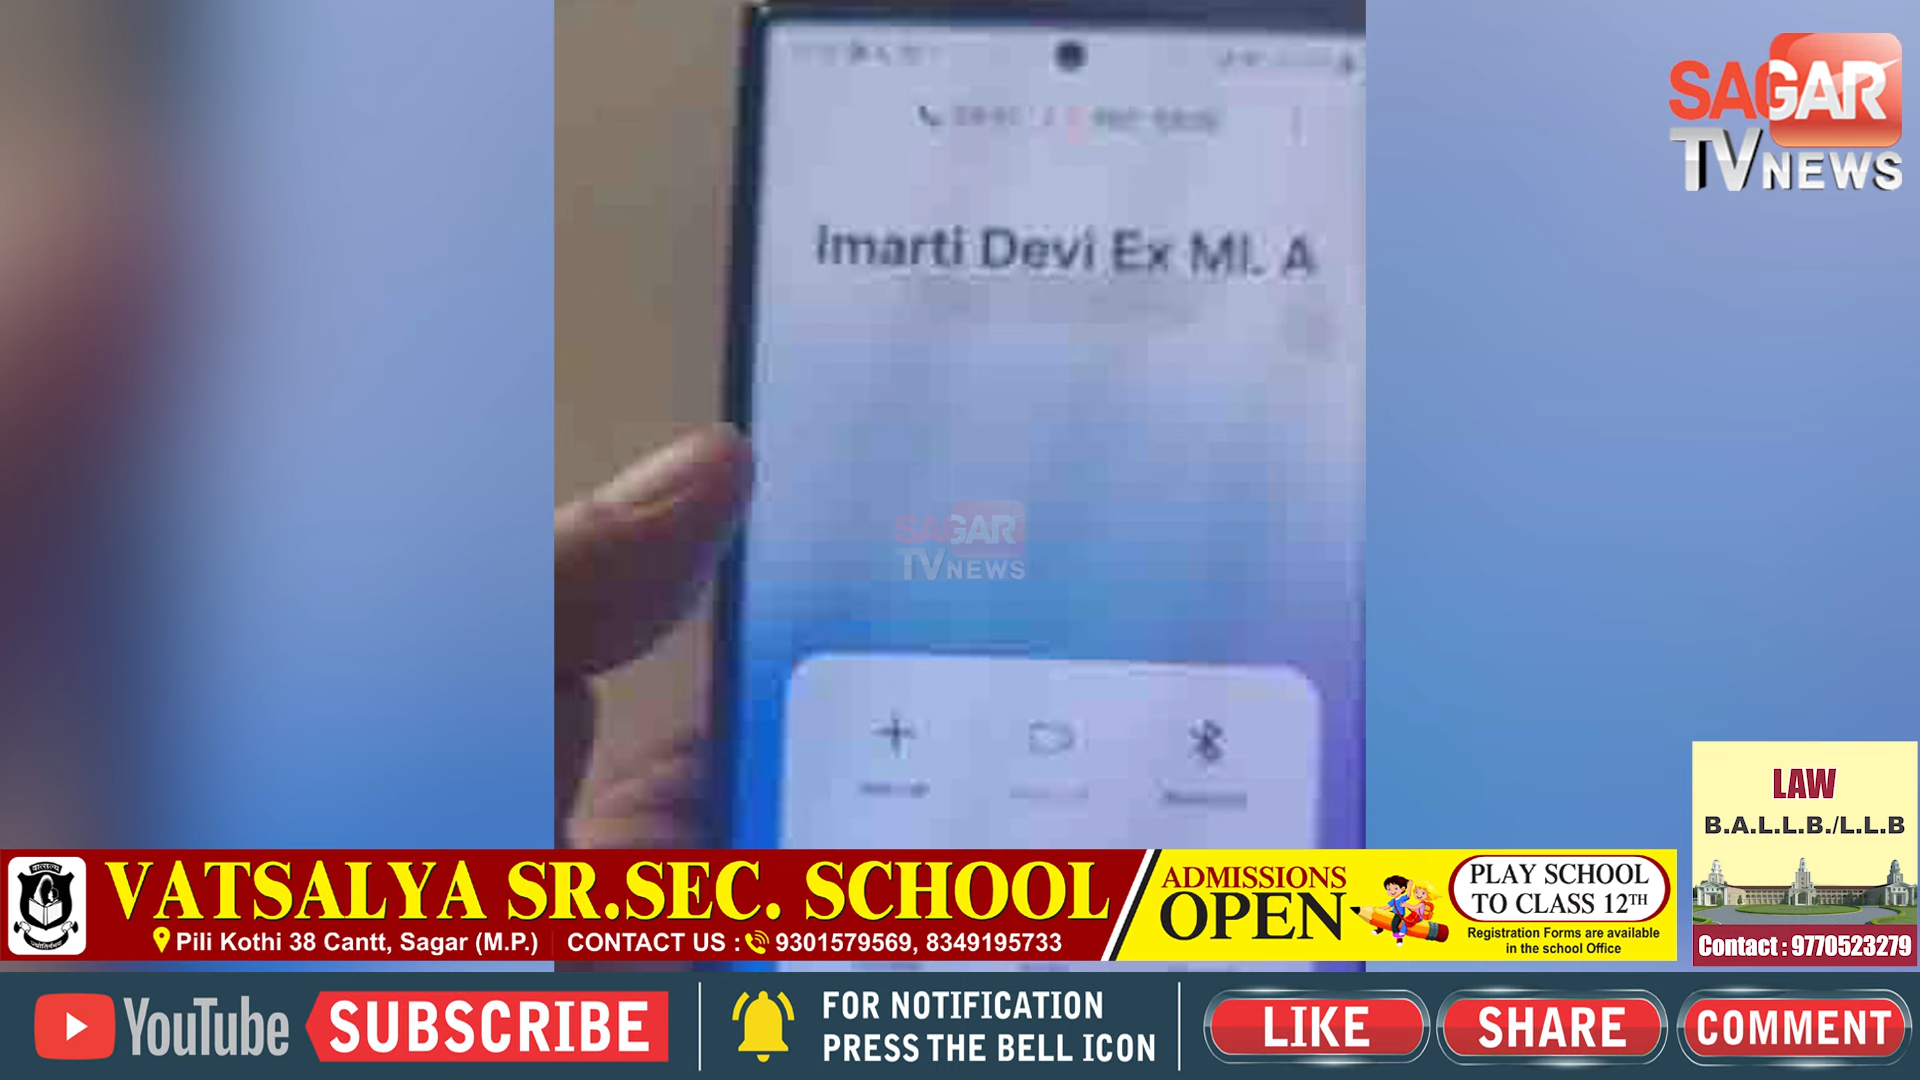 SAGAR
TV NEWS
Imarti Devi Ex Ml. A
SAGAR
TV NEWS
LAW
B.A.L.L.B./L.L.B
Contact : 9770523279
VATSALYA SR.SEC. SCHOOL
Pili Kothi 38 Cantt, Sagar (M.P.)
CONTACT US : 9301579569, 8349195733
ADMISSIONS
OPEN
PLAY SCHOOL
TO CLASS 12TH
Registration Forms are available
in the school Office
YouTube
SUBSCRIBE
FOR NOTIFICATION
PRESS THE BELL ICON
LIKE
SHARE
COMMENT